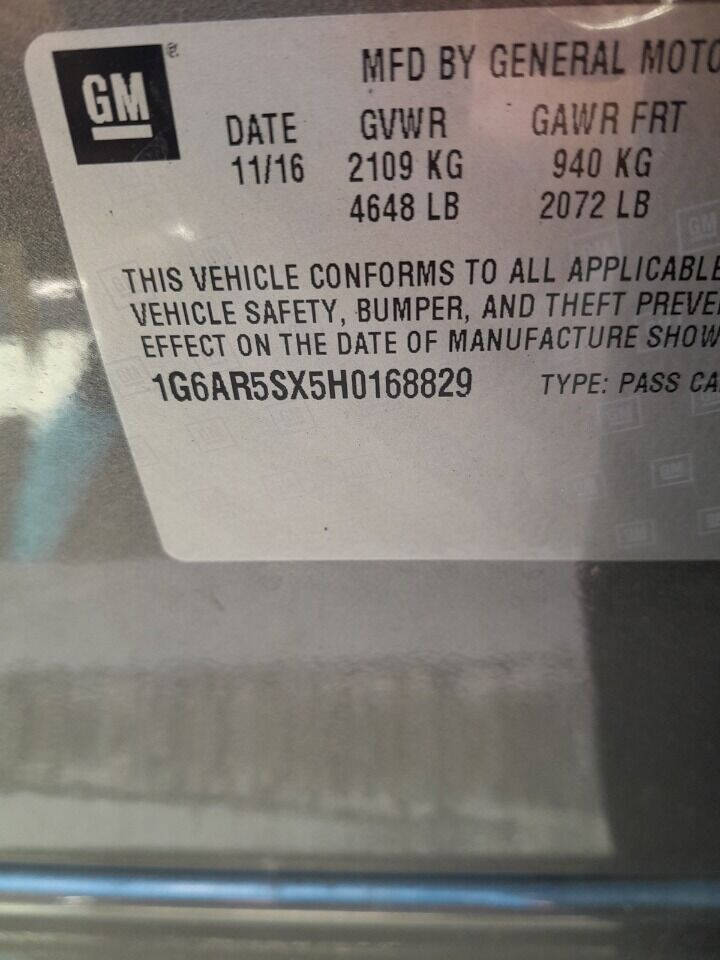 GM
MFD BY GENERAL MOTO
DATE GVWR GAWR FRT
11/16 2109 KG 940 KG
4648 LB 2072 LB
THIS VEHICLE CONFORMS TO ALL APPLICABLE
VEHICLE SAFETY, BUMPER, AND THEFT PREVE
EFFECT ON THE DATE OF MANUFACTURE SHOW
1G6AR5SX5H0168829 TYPE: PASS CA